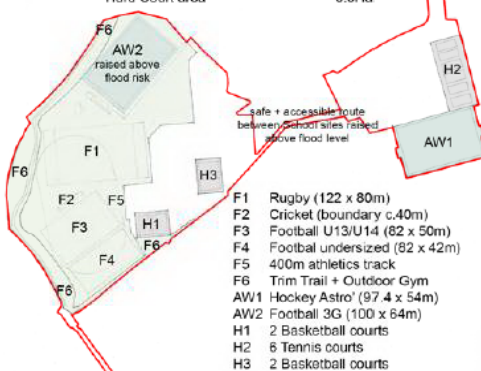 F6
AW2
raised above
flood risk
H2
safe + accessible route
between School sites raised
above flood level
AW1
F1
F6
H3
F2
F5
F3
H1
F4
F6
F6
F1 Rugby (122 x 80m)
F2 Cricket (boundary c.40m)
F3 Football U13/U14 (82 x 50m)
F4 Footbal undersized (82 x 42m)
F5 400m athletics track
F6 Trim Trail + Outdoor Gym
AW1 Hockey Astro' (97.4 x 54m)
AW2 Football 3G (100 x 64m)
H1 2 Basketball courts
H2 6 Tennis courts
H3 2 Basketball courts